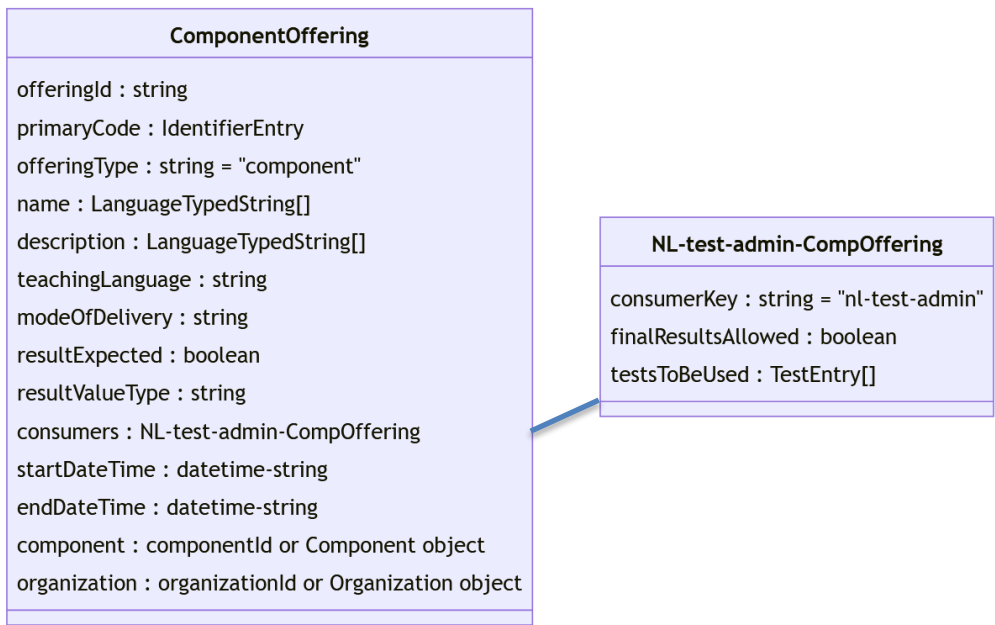 ComponentOffering
offeringId : string
primaryCode : IdentifierEntry
offeringType : string = "component"
name : LanguageTypedString[]
description : LanguageTypedString[]
teachingLanguage : string
modeOfDelivery : string
resultExpected : boolean
resultValueType : string
consumers : NL-test-admin-CompOffering
startDateTime : datetime-string
endDateTime : datetime-string
component : componentId or Component object
organization : organizationId or Organization object
NL-test-admin-CompOffering
consumerKey : string = "nl-test-admin"
finalResultsAllowed : boolean
testsToBeUsed : TestEntry[]